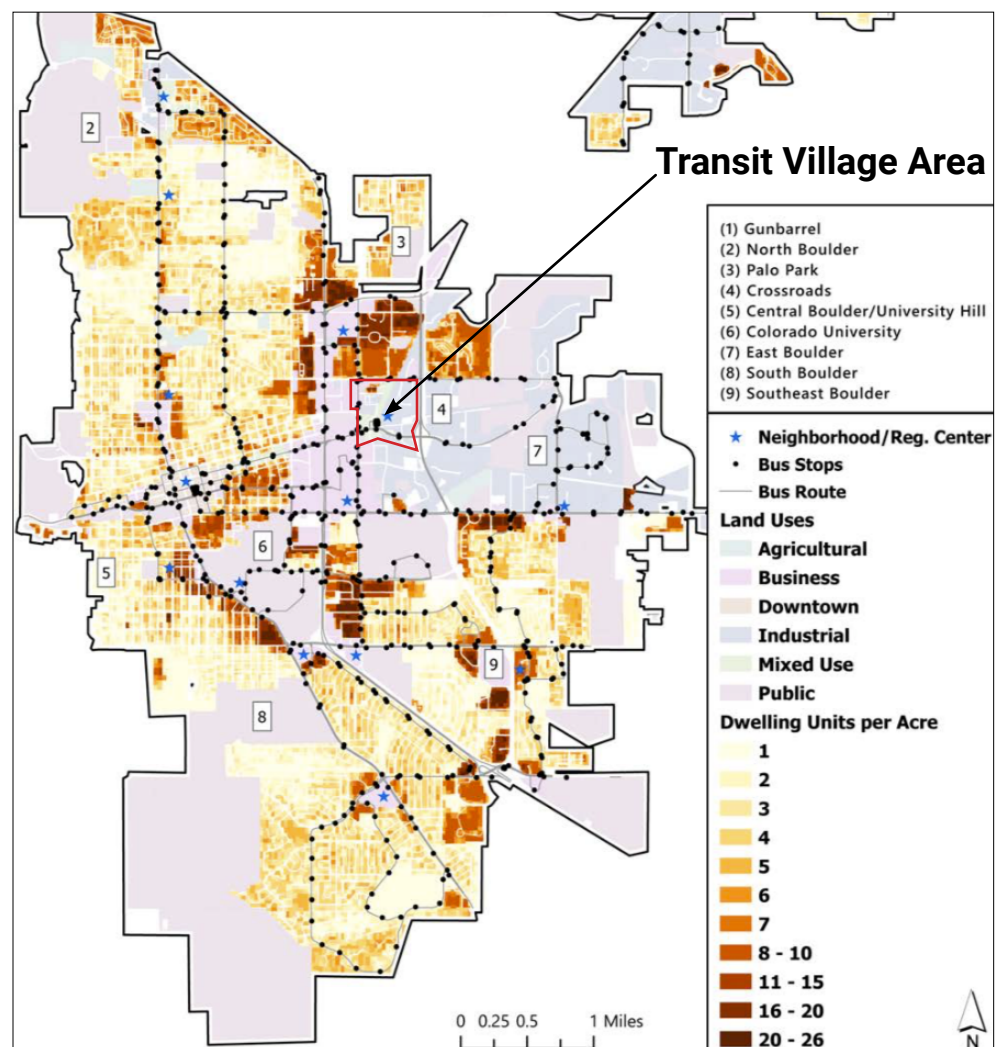 Transit Village Area
2
3
4
7
6
5
9
8
(1) Gunbarrel
(2) North Boulder
(3) Palo Park
(4) Crossroads
(5) Central Boulder/University Hill
(6) Colorado University
(7) East Boulder
(8) South Boulder
(9) Southeast Boulder
Neighborhood/Reg. Center
Bus Stops
Bus Route
Land Uses
Agricultural
Business
Downtown
Industrial
Mixed Use
Public
Dwelling Units per Acre
1
2
3
4
5
6
7
8 - 10
11 - 15
16 - 20
20 - 26
0 0.25 0.5 1 Miles
N